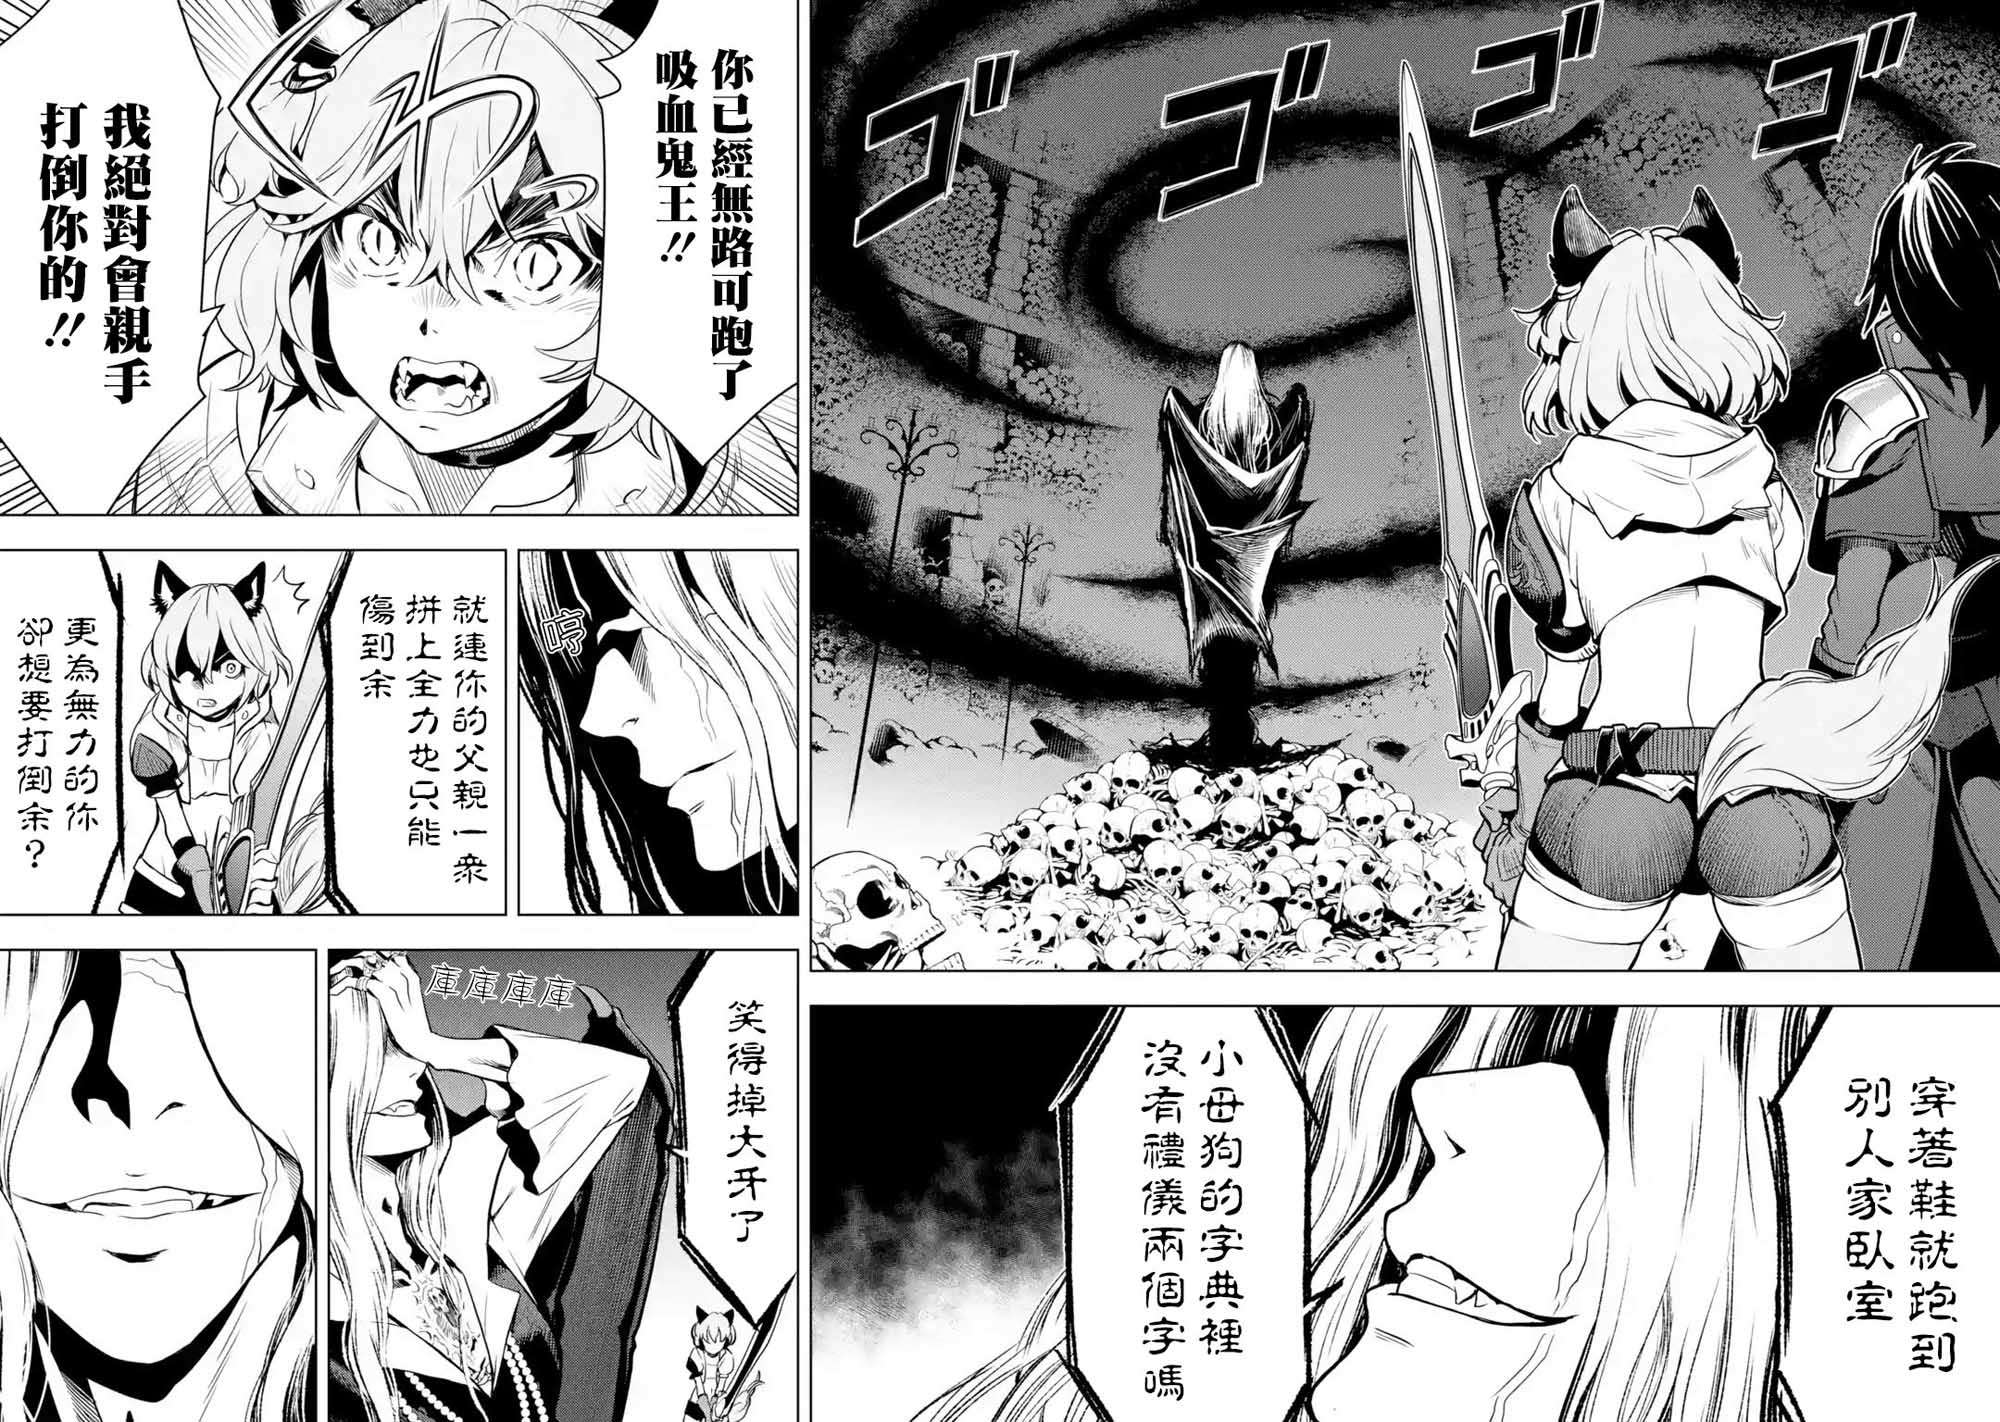 ゴ
ゴ
ゴ
ゴ
穿著鞋就跑到
別人家臥室
小母狗的字典裡
沒有禮儀兩個字嗎
你已經無路可跑了
吸血鬼王!!
我絕對會親手
打倒你的!!
哼
就連你的父親一衆
拼上全力也只能
傷到余
更為無力的你
卻想要打倒余？
笑得掉大牙了
庫庫庫庫